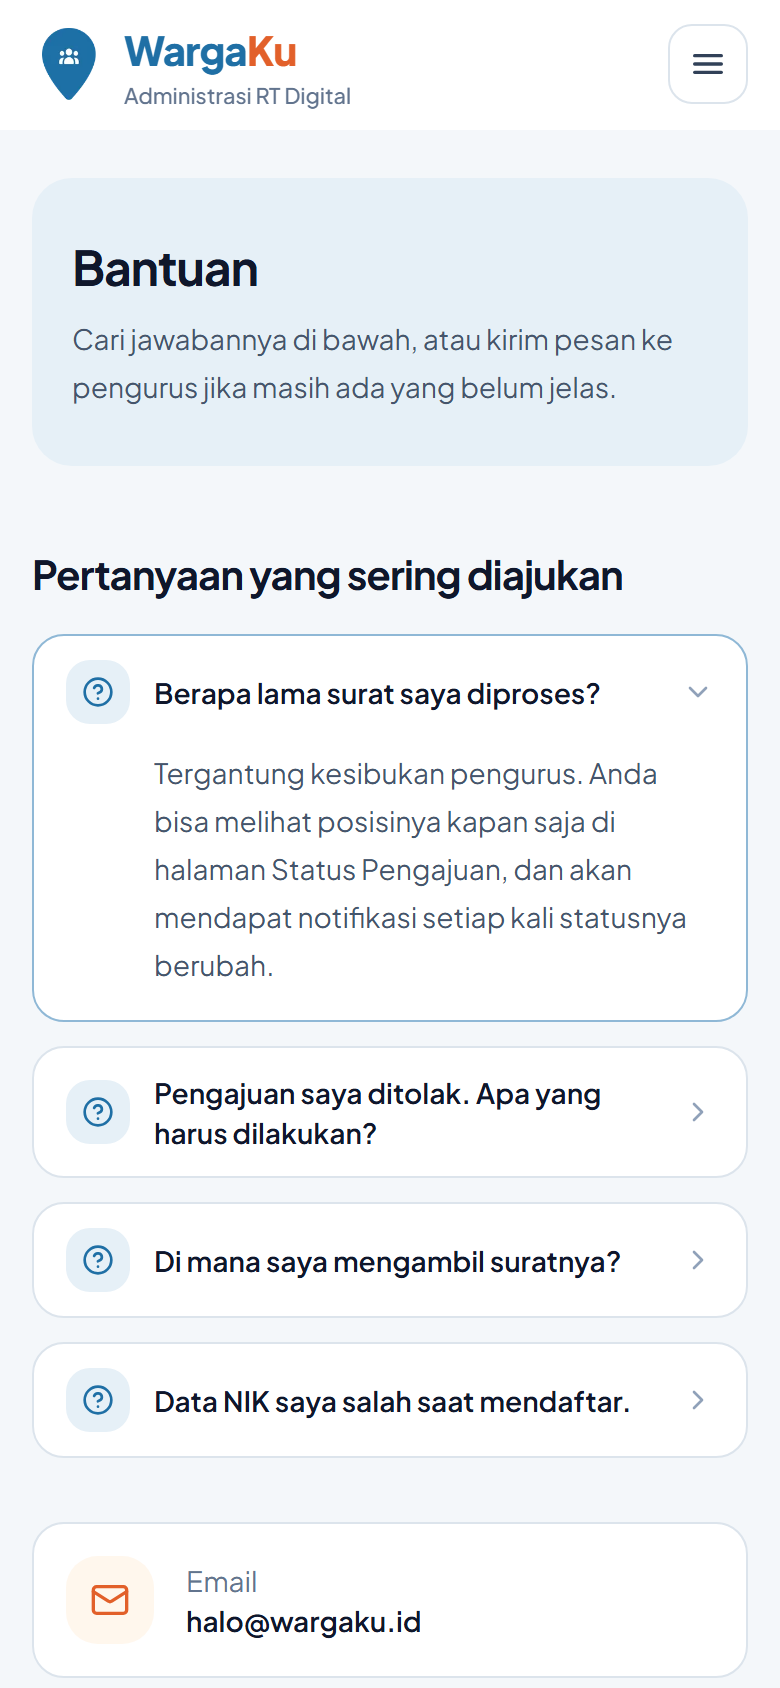 WargaKu
Administrasi RT Digital
Bantuan
Cari jawabannya di bawah, atau kirim pesan ke
pengurus jika masih ada yang belum jelas.
Pertanyaan yang sering diajukan
Berapa lama surat saya diproses?
Tergantung kesibukan pengurus. Anda
bisa melihat posisinya kapan saja di
halaman Status Pengajuan, dan akan
mendapat notifikasi setiap kali statusnya
berubah.
Pengajuan saya ditolak. Apa yang
harus dilakukan?
Di mana saya mengambil suratnya?
Data NIK saya salah saat mendaftar.
Email
halo@wargaku.id